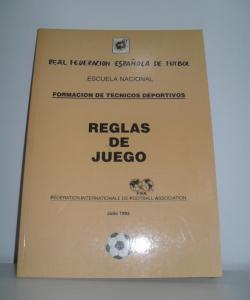 REAL FEDERACION ESPAÑOLA DE FUTBOL
ESCUELA NACIONAL
FORMACION DE TECNICOS DEPORTIVOS
REGLAS
DE
JUEGO
FIFA
FEDERATION INTERNATIONALE DE FOOTBALL ASSOCIATION
Julio 1992